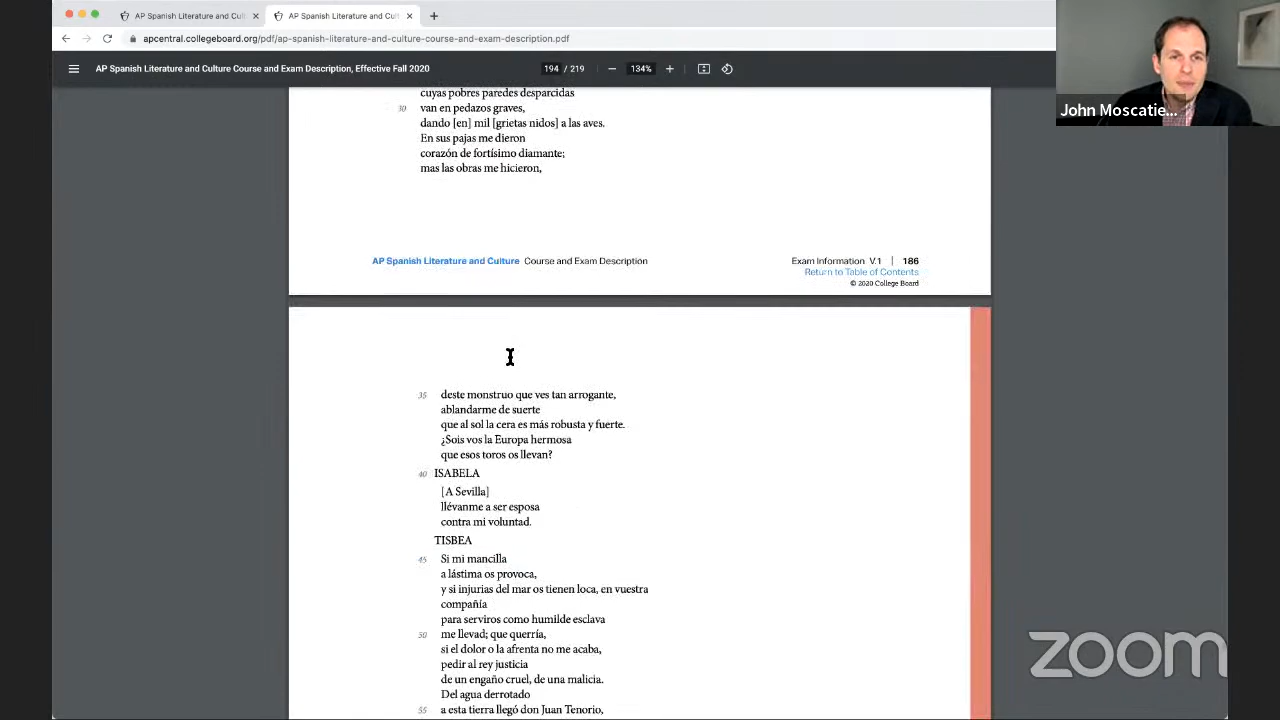 AP Spanish Literature and Cult
AP Spanish Literature and Cult
apcentral.collegeboard.org/pdf/ap-spanish-literature-and-culture-course-and-exam-description.pdf
AP Spanish Literature and Culture Course and Exam Description, Effective Fall 2020
194 / 219
134%
John Moscatie...
cuyas pobres paredes desparcidas
30 van en pedazos graves,
dando [en] mil [grietas nidos] a las aves.
En sus pajas me dieron
corazón de fortísimo diamante;
mas las obras me hicieron,
AP Spanish Literature and Culture Course and Exam Description
Exam Information V.1 | 186
Return to Table of Contents
© 2020 College Board
35 deste monstruo que ves tan arrogante,
ablandarme de suerte
que al sol la cera es más robusta y fuerte.
¿Sois vos la Europa hermosa
que esos toros os llevan?
40 ISABELA
[A Sevilla]
llévanme a ser esposa
contra mi voluntad.
TISBEA
45 Si mi mancilla
a lástima os provoca,
y si injurias del mar os tienen loca, en vuestra
compañía
para serviros como humilde esclava
50 me llevad; que querría,
si el dolor o la afrenta no me acaba,
pedir al rey justicia
de un engaño cruel, de una malicia.
Del agua derrotado
55 a esta tierra llegó don Juan Tenorio,
zoom